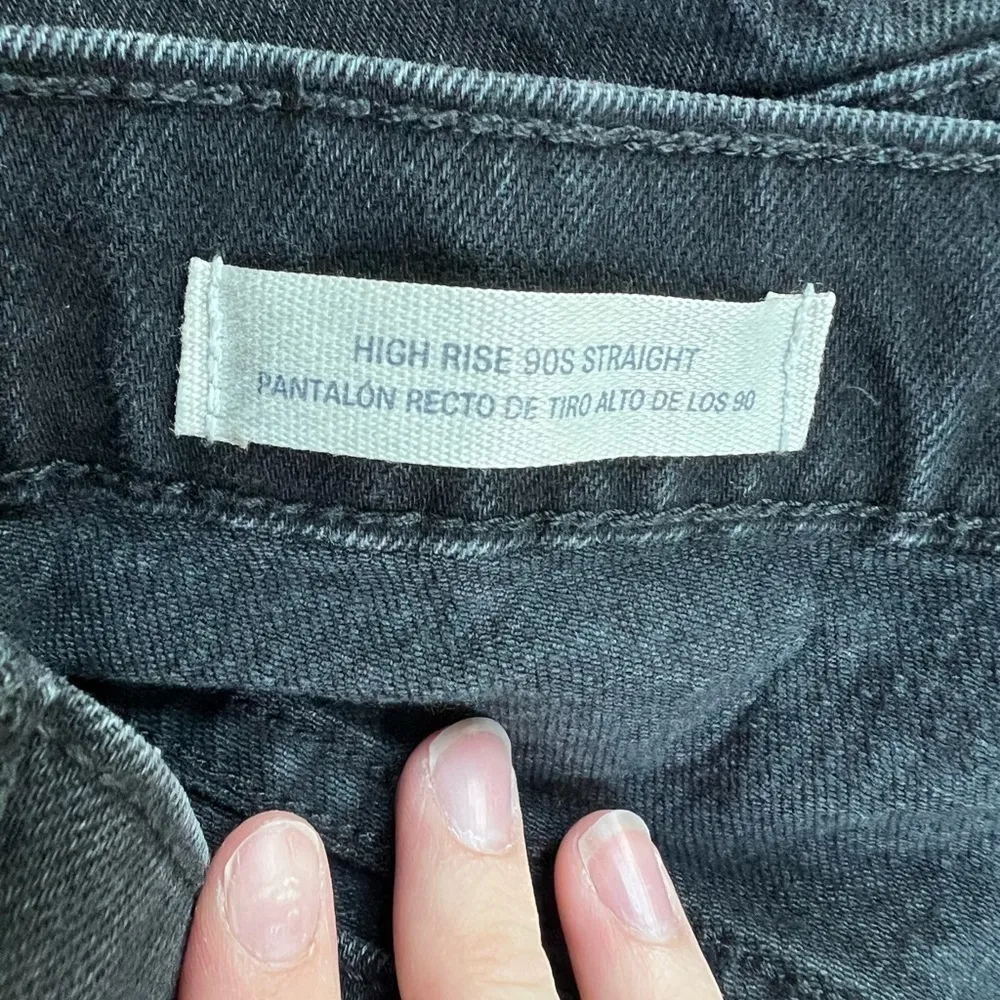 HIGH RISE 90S STRAIGHT
PANTALÓN RECTO DE TIRO ALTO DE LOS 90